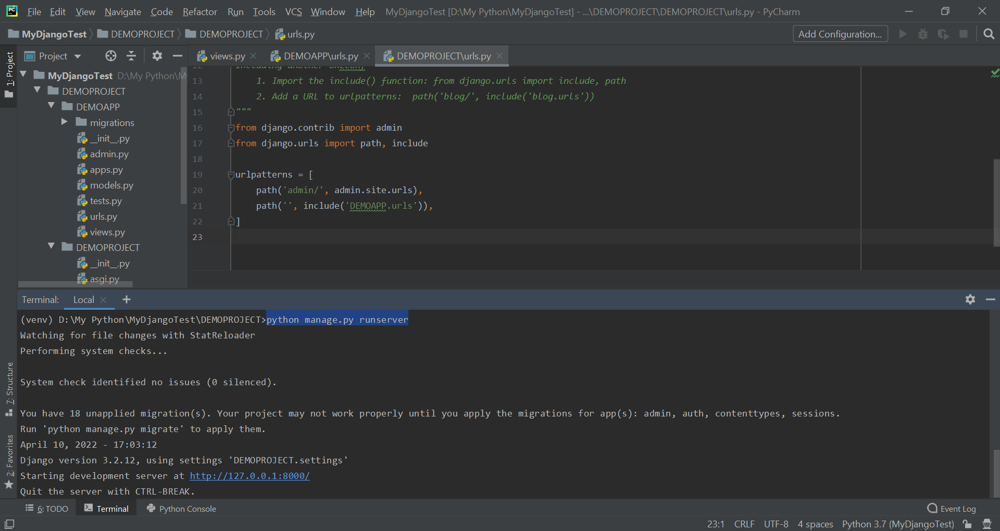 PC File Edit View Navigate Code Refactor Run Tools VCS Window Help MyDjangoTest [D:\My Python\MyDjangoTest] - ...\DEMOPROJECT\DEMOPROJECT\urls.py - PyCharm
MyDjangoTest DEMOPROJECT DEMOPROJECT urls.py Add Configuration...
1: Project
Project
views.py DEMOAPP\urls.py DEMOPROJECT\urls.py
MyDjangoTest D:\My Python\My
DEMOPROJECT
DEMOAPP
migrations
__init__.py
admin.py
apps.py
models.py
tests.py
urls.py
views.py
DEMOPROJECT
__init__.py
asgi.py
12 Including another URLconf
13 1. Import the include() function: from django.urls import include, path
14 2. Add a URL to urlpatterns:  path('blog/', include('blog.urls'))
15 """
16 from django.contrib import admin
17 from django.urls import path, include
18
19 urlpatterns = [
20 path('admin/', admin.site.urls),
21 path('', include('DEMOAPP.urls')),
22 ]
23
Terminal: Local
(venv) D:\My Python\MyDjangoTest\DEMOPROJECT>python manage.py runserver
Watching for file changes with StatReloader
Performing system checks...
System check identified no issues (0 silenced).
You have 18 unapplied migration(s). Your project may not work properly until you apply the migrations for app(s): admin, auth, contenttypes, sessions.
Run 'python manage.py migrate' to apply them.
April 10, 2022 - 17:03:12
Django version 3.2.12, using settings 'DEMOPROJECT.settings'
Starting development server at http://127.0.0.1:8000/
Quit the server with CTRL-BREAK.
7: Structure
2: Favorites
6: TODO Terminal Python Console Event Log
23:1 CRLF UTF-8 4 spaces Python 3.7 (MyDjangoTest)